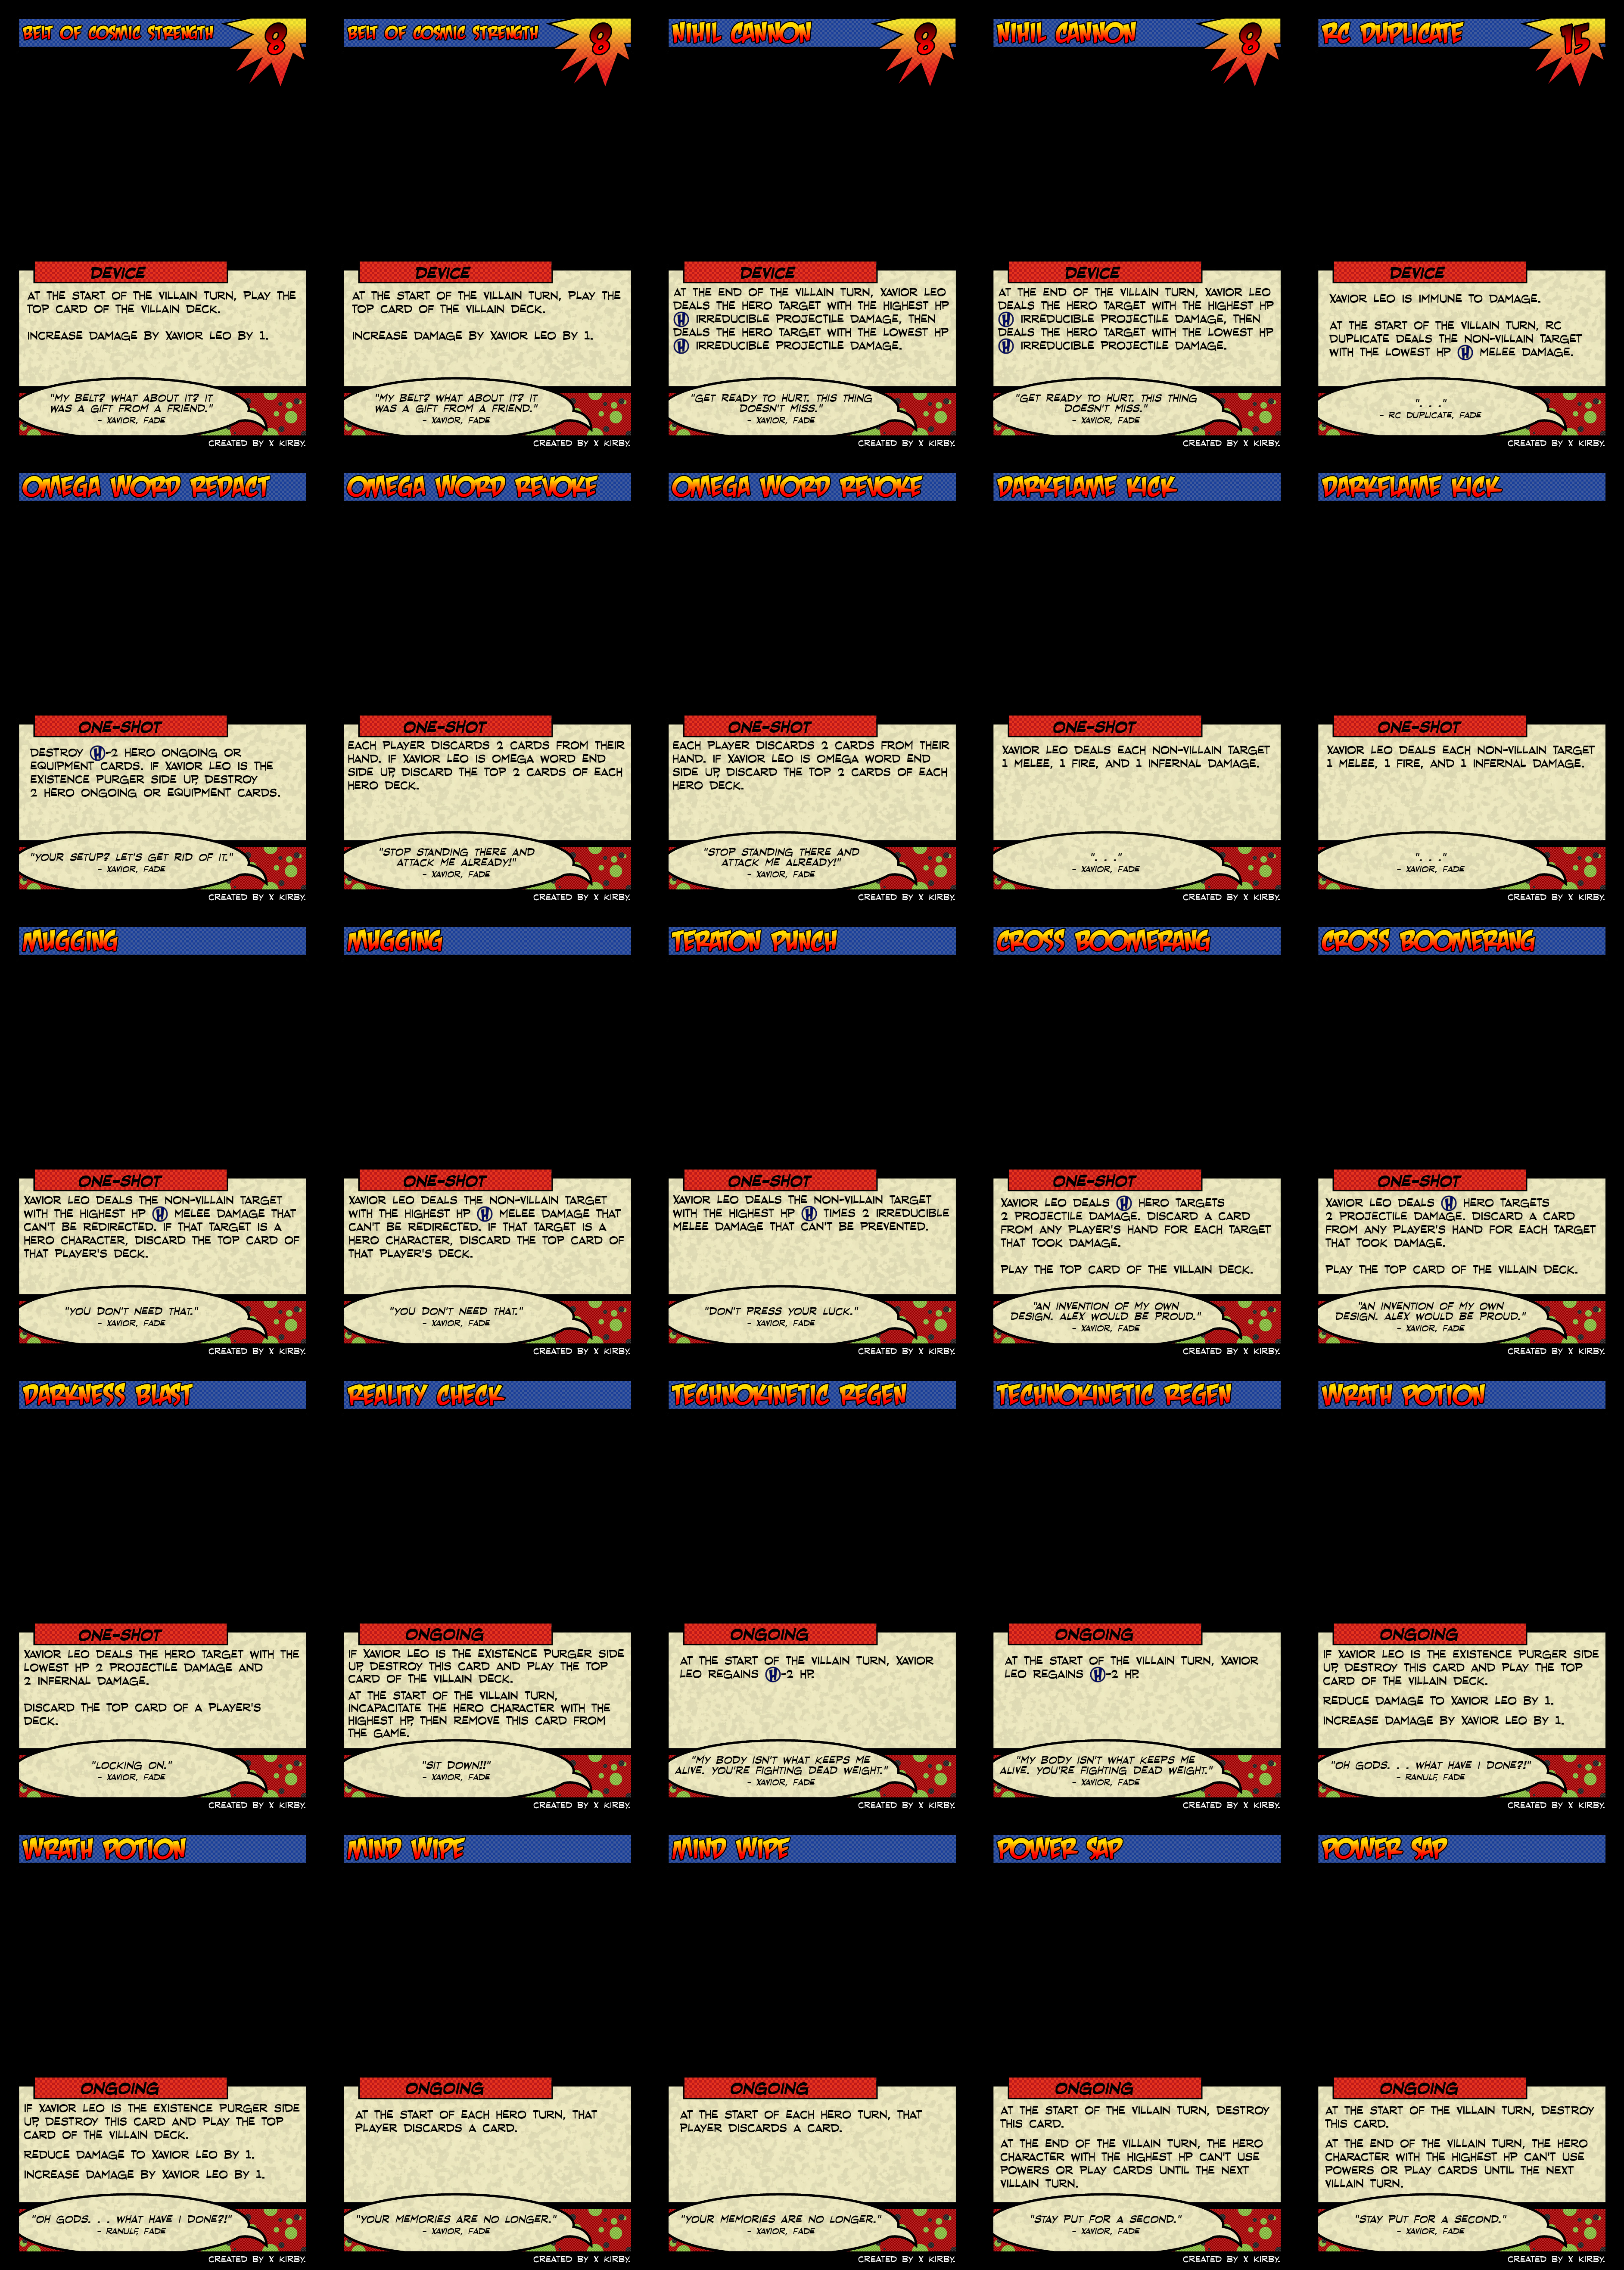 BELT OF COSMIC STRENGTH
8
DEVICE
AT THE START OF THE VILLAIN TURN, PLAY THE
TOP CARD OF THE VILLAIN DECK.
INCREASE DAMAGE BY XAVIOR LEO BY 1.
"MY BELT? WHAT ABOUT IT? IT
WAS A GIFT FROM A FRIEND."
- XAVIOR, FADE
CREATED BY X KIRBY.
BELT OF COSMIC STRENGTH
8
DEVICE
AT THE START OF THE VILLAIN TURN, PLAY THE
TOP CARD OF THE VILLAIN DECK.
INCREASE DAMAGE BY XAVIOR LEO BY 1.
"MY BELT? WHAT ABOUT IT? IT
WAS A GIFT FROM A FRIEND."
- XAVIOR, FADE
CREATED BY X KIRBY.
NIHIL CANNON
8
DEVICE
AT THE END OF THE VILLAIN TURN, XAVIOR LEO
DEALS THE HERO TARGET WITH THE HIGHEST HP
H IRREDUCIBLE PROJECTILE DAMAGE, THEN
DEALS THE HERO TARGET WITH THE LOWEST HP
H IRREDUCIBLE PROJECTILE DAMAGE.
"GET READY TO HURT. THIS THING
DOESN'T MISS."
- XAVIOR, FADE
CREATED BY X KIRBY.
NIHIL CANNON
8
DEVICE
AT THE END OF THE VILLAIN TURN, XAVIOR LEO
DEALS THE HERO TARGET WITH THE HIGHEST HP
H IRREDUCIBLE PROJECTILE DAMAGE, THEN
DEALS THE HERO TARGET WITH THE LOWEST HP
H IRREDUCIBLE PROJECTILE DAMAGE.
"GET READY TO HURT. THIS THING
DOESN'T MISS."
- XAVIOR, FADE
CREATED BY X KIRBY.
RC DUPLICATE
15
DEVICE
XAVIOR LEO IS IMMUNE TO DAMAGE.
AT THE START OF THE VILLAIN TURN, RC
DUPLICATE DEALS THE NON-VILLAIN TARGET
WITH THE LOWEST HP H MELEE DAMAGE.
". . ."
- RC DUPLICATE, FADE
CREATED BY X KIRBY.
OMEGA WORD REDACT
ONE-SHOT
DESTROY H-2 HERO ONGOING OR
EQUIPMENT CARDS. IF XAVIOR LEO IS THE
EXISTENCE PURGER SIDE UP, DESTROY
2 HERO ONGOING OR EQUIPMENT CARDS.
"YOUR SETUP? LET'S GET RID OF IT."
- XAVIOR, FADE
CREATED BY X KIRBY.
OMEGA WORD REVOKE
ONE-SHOT
EACH PLAYER DISCARDS 2 CARDS FROM THEIR
HAND. IF XAVIOR LEO IS OMEGA WORD END
SIDE UP, DISCARD THE TOP 2 CARDS OF EACH
HERO DECK.
"STOP STANDING THERE AND
ATTACK ME ALREADY!"
- XAVIOR, FADE
CREATED BY X KIRBY.
OMEGA WORD REVOKE
ONE-SHOT
EACH PLAYER DISCARDS 2 CARDS FROM THEIR
HAND. IF XAVIOR LEO IS OMEGA WORD END
SIDE UP, DISCARD THE TOP 2 CARDS OF EACH
HERO DECK.
"STOP STANDING THERE AND
ATTACK ME ALREADY!"
- XAVIOR, FADE
CREATED BY X KIRBY.
DARKFLAME KICK
ONE-SHOT
XAVIOR LEO DEALS EACH NON-VILLAIN TARGET
1 MELEE, 1 FIRE, AND 1 INFERNAL DAMAGE.
". . ."
- XAVIOR, FADE
CREATED BY X KIRBY.
DARKFLAME KICK
ONE-SHOT
XAVIOR LEO DEALS EACH NON-VILLAIN TARGET
1 MELEE, 1 FIRE, AND 1 INFERNAL DAMAGE.
". . ."
- XAVIOR, FADE
CREATED BY X KIRBY.
MUGGING
ONE-SHOT
XAVIOR LEO DEALS THE NON-VILLAIN TARGET
WITH THE HIGHEST HP H MELEE DAMAGE THAT
CAN'T BE REDIRECTED. IF THAT TARGET IS A
HERO CHARACTER, DISCARD THE TOP CARD OF
THAT PLAYER'S DECK.
"YOU DON'T NEED THAT."
- XAVIOR, FADE
CREATED BY X KIRBY.
MUGGING
ONE-SHOT
XAVIOR LEO DEALS THE NON-VILLAIN TARGET
WITH THE HIGHEST HP H MELEE DAMAGE THAT
CAN'T BE REDIRECTED. IF THAT TARGET IS A
HERO CHARACTER, DISCARD THE TOP CARD OF
THAT PLAYER'S DECK.
"YOU DON'T NEED THAT."
- XAVIOR, FADE
CREATED BY X KIRBY.
TERATON PUNCH
ONE-SHOT
XAVIOR LEO DEALS THE NON-VILLAIN TARGET
WITH THE HIGHEST HP H TIMES 2 IRREDUCIBLE
MELEE DAMAGE THAT CAN'T BE PREVENTED.
"DON'T PRESS YOUR LUCK."
- XAVIOR, FADE
CREATED BY X KIRBY.
CROSS BOOMERANG
ONE-SHOT
XAVIOR LEO DEALS H HERO TARGETS
2 PROJECTILE DAMAGE. DISCARD A CARD
FROM ANY PLAYER'S HAND FOR EACH TARGET
THAT TOOK DAMAGE.
PLAY THE TOP CARD OF THE VILLAIN DECK.
"AN INVENTION OF MY OWN
DESIGN. ALEX WOULD BE PROUD."
- XAVIOR, FADE
CREATED BY X KIRBY.
CROSS BOOMERANG
ONE-SHOT
XAVIOR LEO DEALS H HERO TARGETS
2 PROJECTILE DAMAGE. DISCARD A CARD
FROM ANY PLAYER'S HAND FOR EACH TARGET
THAT TOOK DAMAGE.
PLAY THE TOP CARD OF THE VILLAIN DECK.
"AN INVENTION OF MY OWN
DESIGN. ALEX WOULD BE PROUD."
- XAVIOR, FADE
CREATED BY X KIRBY.
DARKNESS BLAST
ONE-SHOT
XAVIOR LEO DEALS THE HERO TARGET WITH THE
LOWEST HP 2 PROJECTILE DAMAGE AND
2 INFERNAL DAMAGE.
DISCARD THE TOP CARD OF A PLAYER'S
DECK.
"LOCKING ON."
- XAVIOR, FADE
CREATED BY X KIRBY.
REALITY CHECK
ONGOING
IF XAVIOR LEO IS THE EXISTENCE PURGER SIDE
UP, DESTROY THIS CARD AND PLAY THE TOP
CARD OF THE VILLAIN DECK.
AT THE START OF THE VILLAIN TURN,
INCAPACITATE THE HERO CHARACTER WITH THE
HIGHEST HP, THEN REMOVE THIS CARD FROM
THE GAME.
"SIT DOWN!!"
- XAVIOR, FADE
CREATED BY X KIRBY.
TECHNOKINETIC REGEN
ONGOING
AT THE START OF THE VILLAIN TURN, XAVIOR
LEO REGAINS H-2 HP.
"MY BODY ISN'T WHAT KEEPS ME
ALIVE. YOU'RE FIGHTING DEAD WEIGHT."
- XAVIOR, FADE
CREATED BY X KIRBY.
TECHNOKINETIC REGEN
ONGOING
AT THE START OF THE VILLAIN TURN, XAVIOR
LEO REGAINS H-2 HP.
"MY BODY ISN'T WHAT KEEPS ME
ALIVE. YOU'RE FIGHTING DEAD WEIGHT."
- XAVIOR, FADE
CREATED BY X KIRBY.
WRATH POTION
ONGOING
IF XAVIOR LEO IS THE EXISTENCE PURGER SIDE
UP, DESTROY THIS CARD AND PLAY THE TOP
CARD OF THE VILLAIN DECK.
REDUCE DAMAGE TO XAVIOR LEO BY 1.
INCREASE DAMAGE BY XAVIOR LEO BY 1.
"OH GODS. . . WHAT HAVE I DONE?!"
- RANULF, FADE
CREATED BY X KIRBY.
WRATH POTION
ONGOING
IF XAVIOR LEO IS THE EXISTENCE PURGER SIDE
UP, DESTROY THIS CARD AND PLAY THE TOP
CARD OF THE VILLAIN DECK.
REDUCE DAMAGE TO XAVIOR LEO BY 1.
INCREASE DAMAGE BY XAVIOR LEO BY 1.
"OH GODS. . . WHAT HAVE I DONE?!"
- RANULF, FADE
CREATED BY X KIRBY.
MIND WIPE
ONGOING
AT THE START OF EACH HERO TURN, THAT
PLAYER DISCARDS A CARD.
"YOUR MEMORIES ARE NO LONGER."
- XAVIOR, FADE
CREATED BY X KIRBY.
MIND WIPE
ONGOING
AT THE START OF EACH HERO TURN, THAT
PLAYER DISCARDS A CARD.
"YOUR MEMORIES ARE NO LONGER."
- XAVIOR, FADE
CREATED BY X KIRBY.
POWER SAP
ONGOING
AT THE START OF THE VILLAIN TURN, DESTROY
THIS CARD.
AT THE END OF THE VILLAIN TURN, THE HERO
CHARACTER WITH THE HIGHEST HP CAN'T USE
POWERS OR PLAY CARDS UNTIL THE NEXT
VILLAIN TURN.
"STAY PUT FOR A SECOND."
- XAVIOR, FADE
CREATED BY X KIRBY.
POWER SAP
ONGOING
AT THE START OF THE VILLAIN TURN, DESTROY
THIS CARD.
AT THE END OF THE VILLAIN TURN, THE HERO
CHARACTER WITH THE HIGHEST HP CAN'T USE
POWERS OR PLAY CARDS UNTIL THE NEXT
VILLAIN TURN.
"STAY PUT FOR A SECOND."
- XAVIOR, FADE
CREATED BY X KIRBY.